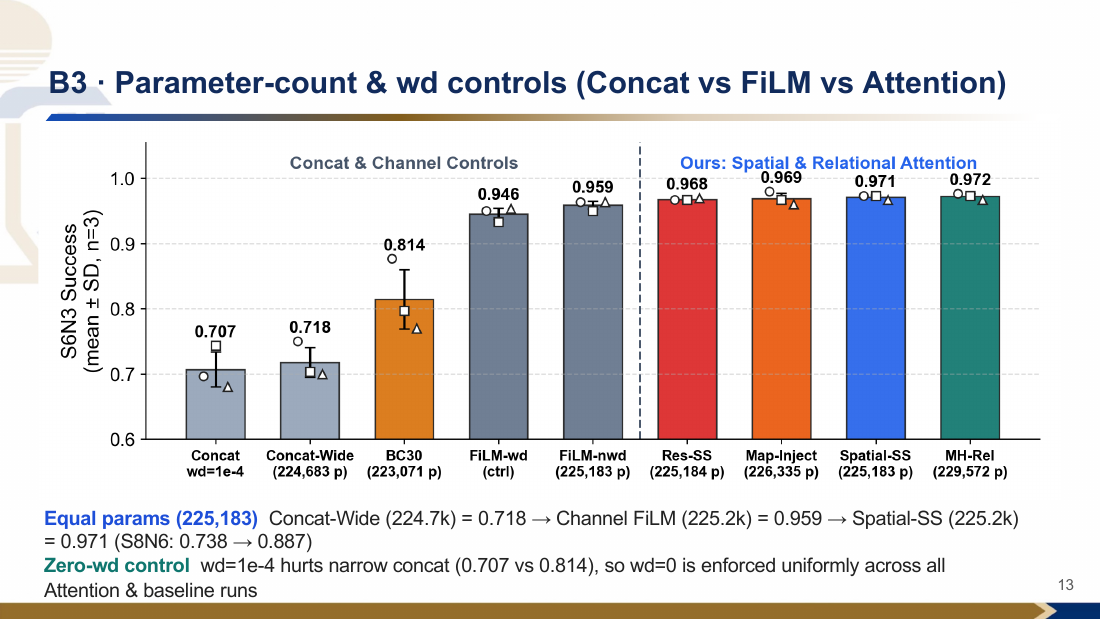 B3 · Parameter-count & wd controls (Concat vs FiLM vs Attention)
Concat & Channel Controls
Ours: Spatial & Relational Attention
S6N3 Success
(mean ± SD, n=3)
1.0
0.9
0.8
0.7
0.6
0.707
0.718
0.814
0.946
0.959
0.968
0.969
0.971
0.972
Concat
wd=1e-4
Concat-Wide
(224,683 p)
BC30
(223,071 p)
FiLM-wd
(ctrl)
FiLM-nwd
(225,183 p)
Res-SS
(225,184 p)
Map-Inject
(226,335 p)
Spatial-SS
(225,183 p)
MH-Rel
(229,572 p)
Equal params (225,183) Concat-Wide (224.7k) = 0.718 → Channel FiLM (225.2k) = 0.959 → Spatial-SS (225.2k)
= 0.971 (S8N6: 0.738 → 0.887)
Zero-wd control wd=1e-4 hurts narrow concat (0.707 vs 0.814), so wd=0 is enforced uniformly across all
Attention & baseline runs
13